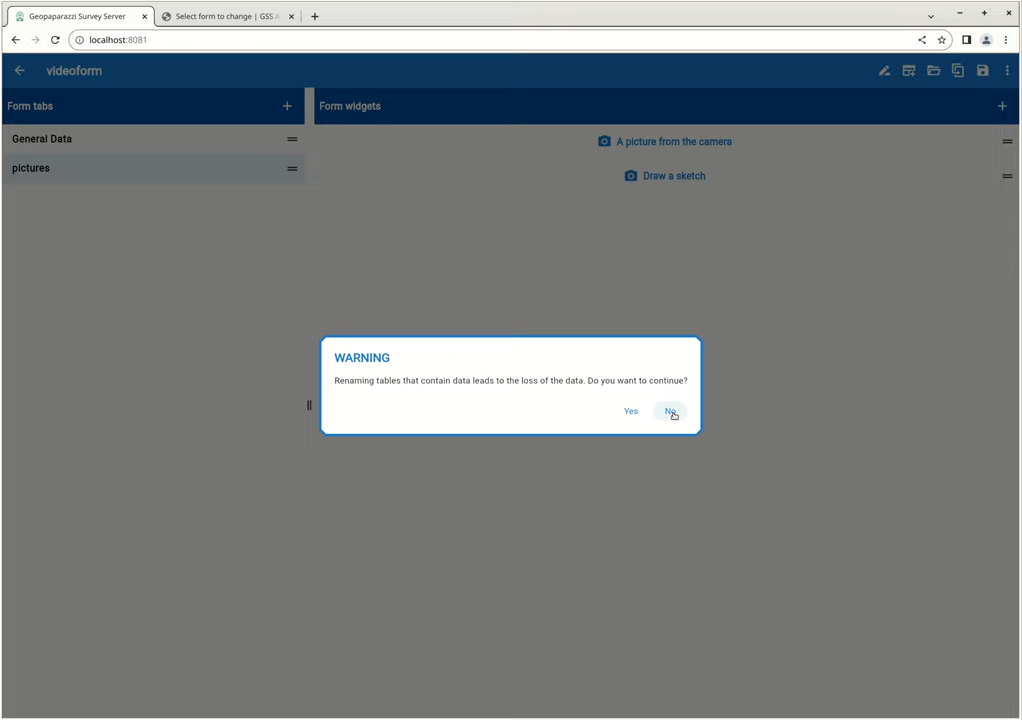 Geopaparazzi Survey Server
Select form to change | GSS
localhost:8081
videoform
Form tabs
Form widgets
General Data
pictures
A picture from the camera
Draw a sketch
WARNING
Renaming tables that contain data leads to the loss of the data. Do you want to continue?
Yes
No